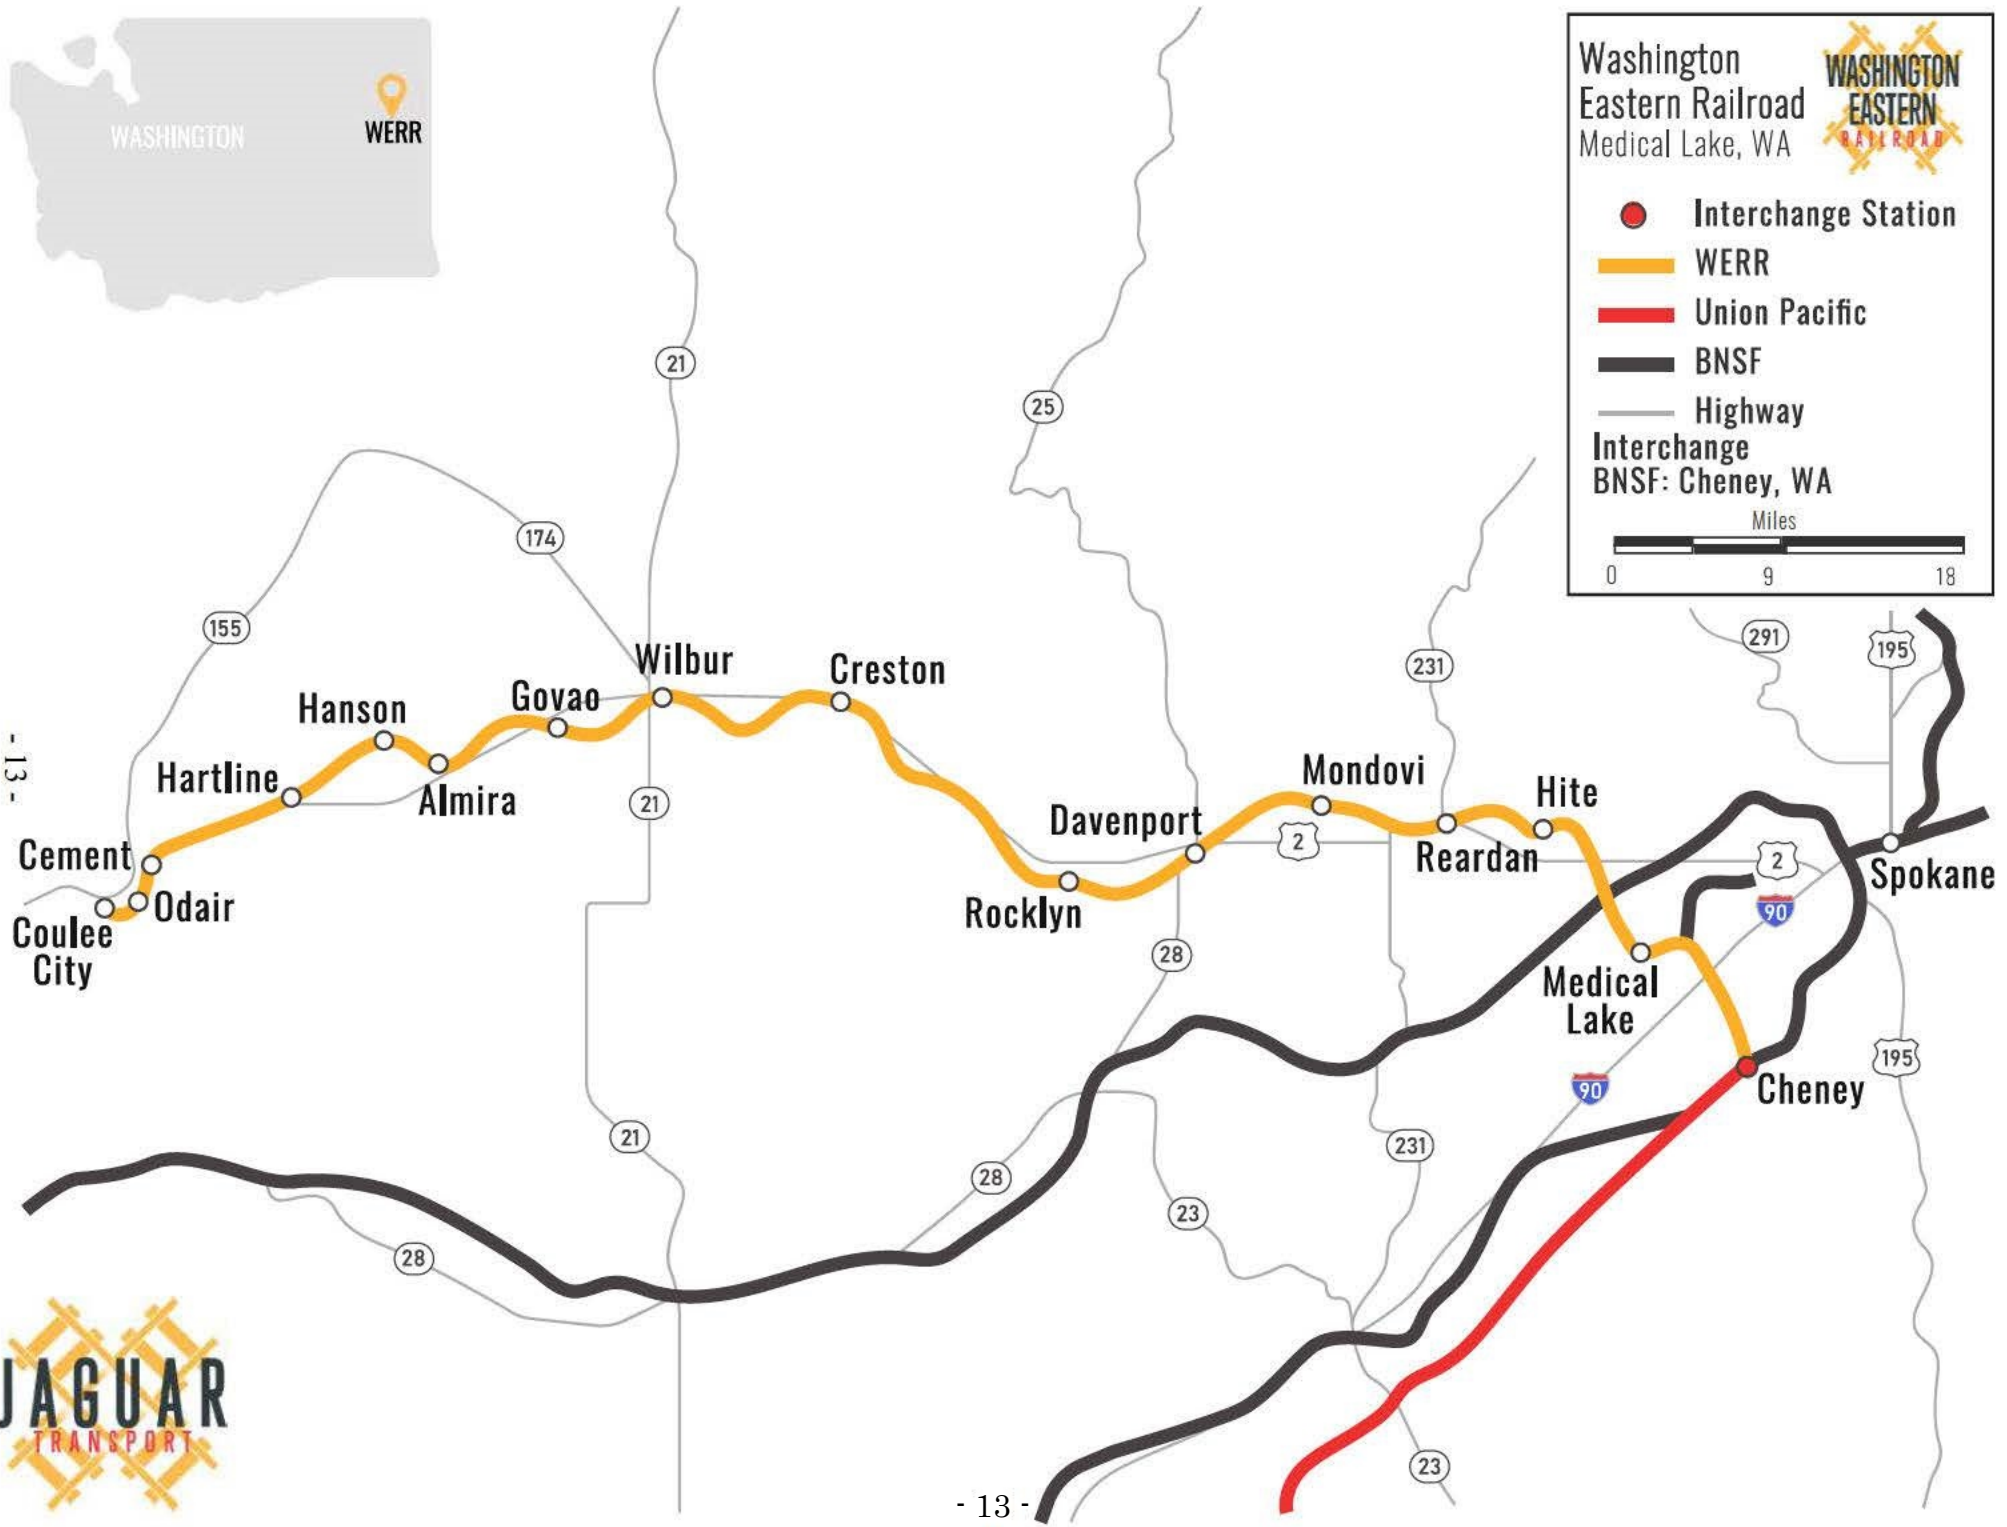 WASHINGTON
WERR
Washington
Eastern Railroad
Medical Lake, WA
WASHINGTON
EASTERN
RAILROAD
Interchange Station
WERR
Union Pacific
BNSF
Highway
Interchange
BNSF: Cheney, WA
Miles
0 9 18
21
25
174
155
231
291
195
Wilbur
Creston
Govao
Hanson
Hartline
Almira
21
Mondovi
Hite
Davenport
2
Reardan
2
Spokane
Cement
Odair
Coulee
City
Rocklyn
90
28
Medical
Lake
195
90
Cheney
21
231
28
23
28
23
JAGUAR
TRANSPORT
- 13 -
- 13 -